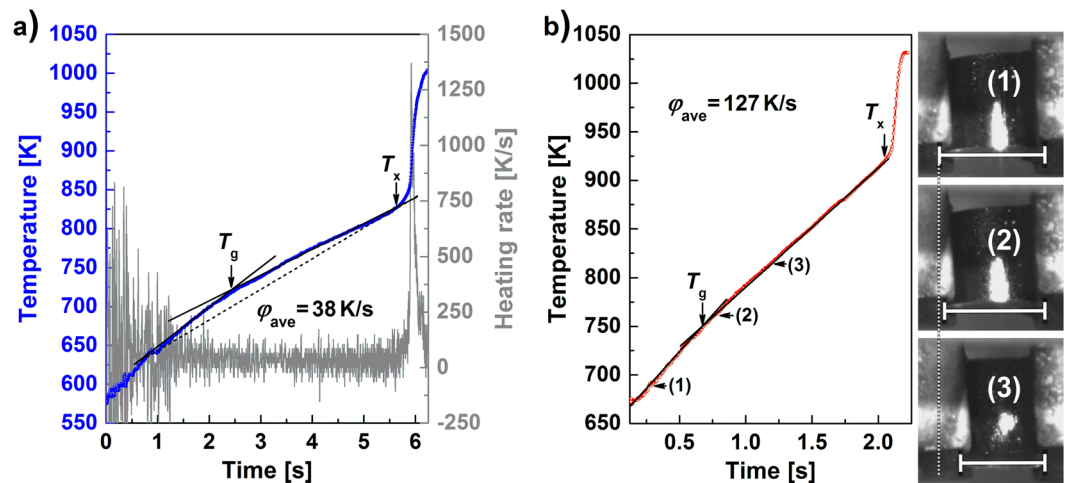 a)
Temperature [K]
1050
1000
950
900
850
800
750
700
650
600
550
0 1 2 3 4 5 6
Time [s]
T_g
T_x
φ_ave = 38 K/s
1500
1250
1000
750
500
250
0
-250
Heating rate [K/s]
b)
Temperature [K]
1050
1000
950
900
850
800
750
700
650
0.5 1.0 1.5 2.0
Time [s]
φ_ave = 127 K/s
T_x
T_g
(1)
(2)
(3)
(1)
(2)
(3)